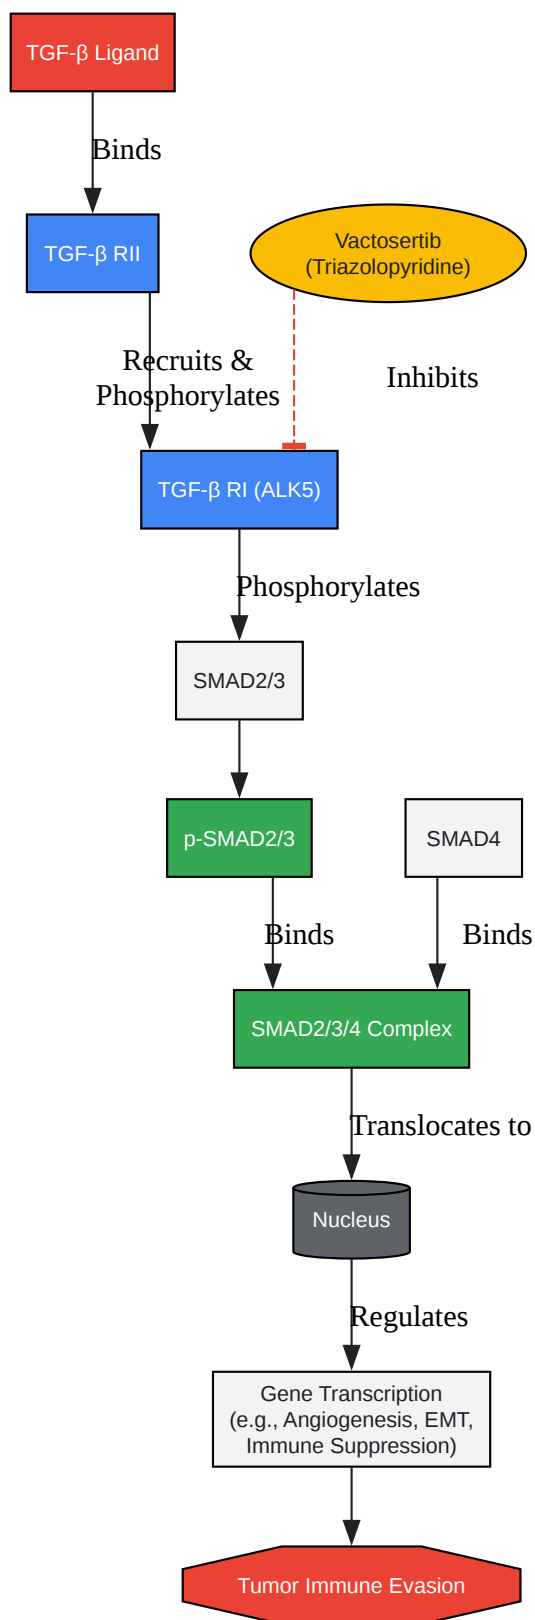 TGF-β Ligand
Binds
TGF-β RII
Vactosertib
(Triazolopyridine)
Recruits &
Phosphorylates
Inhibits
TGF-β RI (ALK5)
Phosphorylates
SMAD2/3
p-SMAD2/3
SMAD4
Binds
Binds
SMAD2/3/4 Complex
Translocates to
Nucleus
Regulates
Gene Transcription
(e.g., Angiogenesis, EMT,
Immune Suppression)
Tumor Immune Evasion